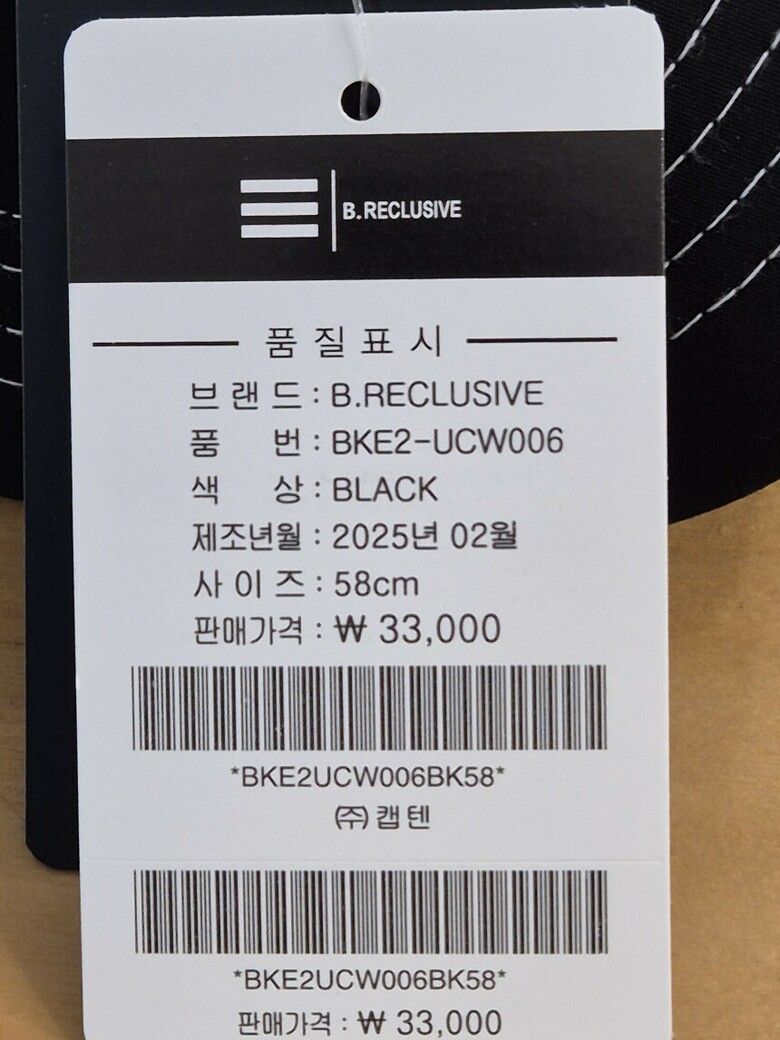 B.RECLUSIVE
품질표시
브랜드 : B.RECLUSIVE
품 번 : BKE2-UCW006
색 상 : BLACK
제조년월 : 2025년 02월
사이즈 : 58cm
판매가격 : ₩ 33,000
*BKE2UCW006BK58*
㈜캡텐
*BKE2UCW006BK58*
판매가격 : ₩ 33,000